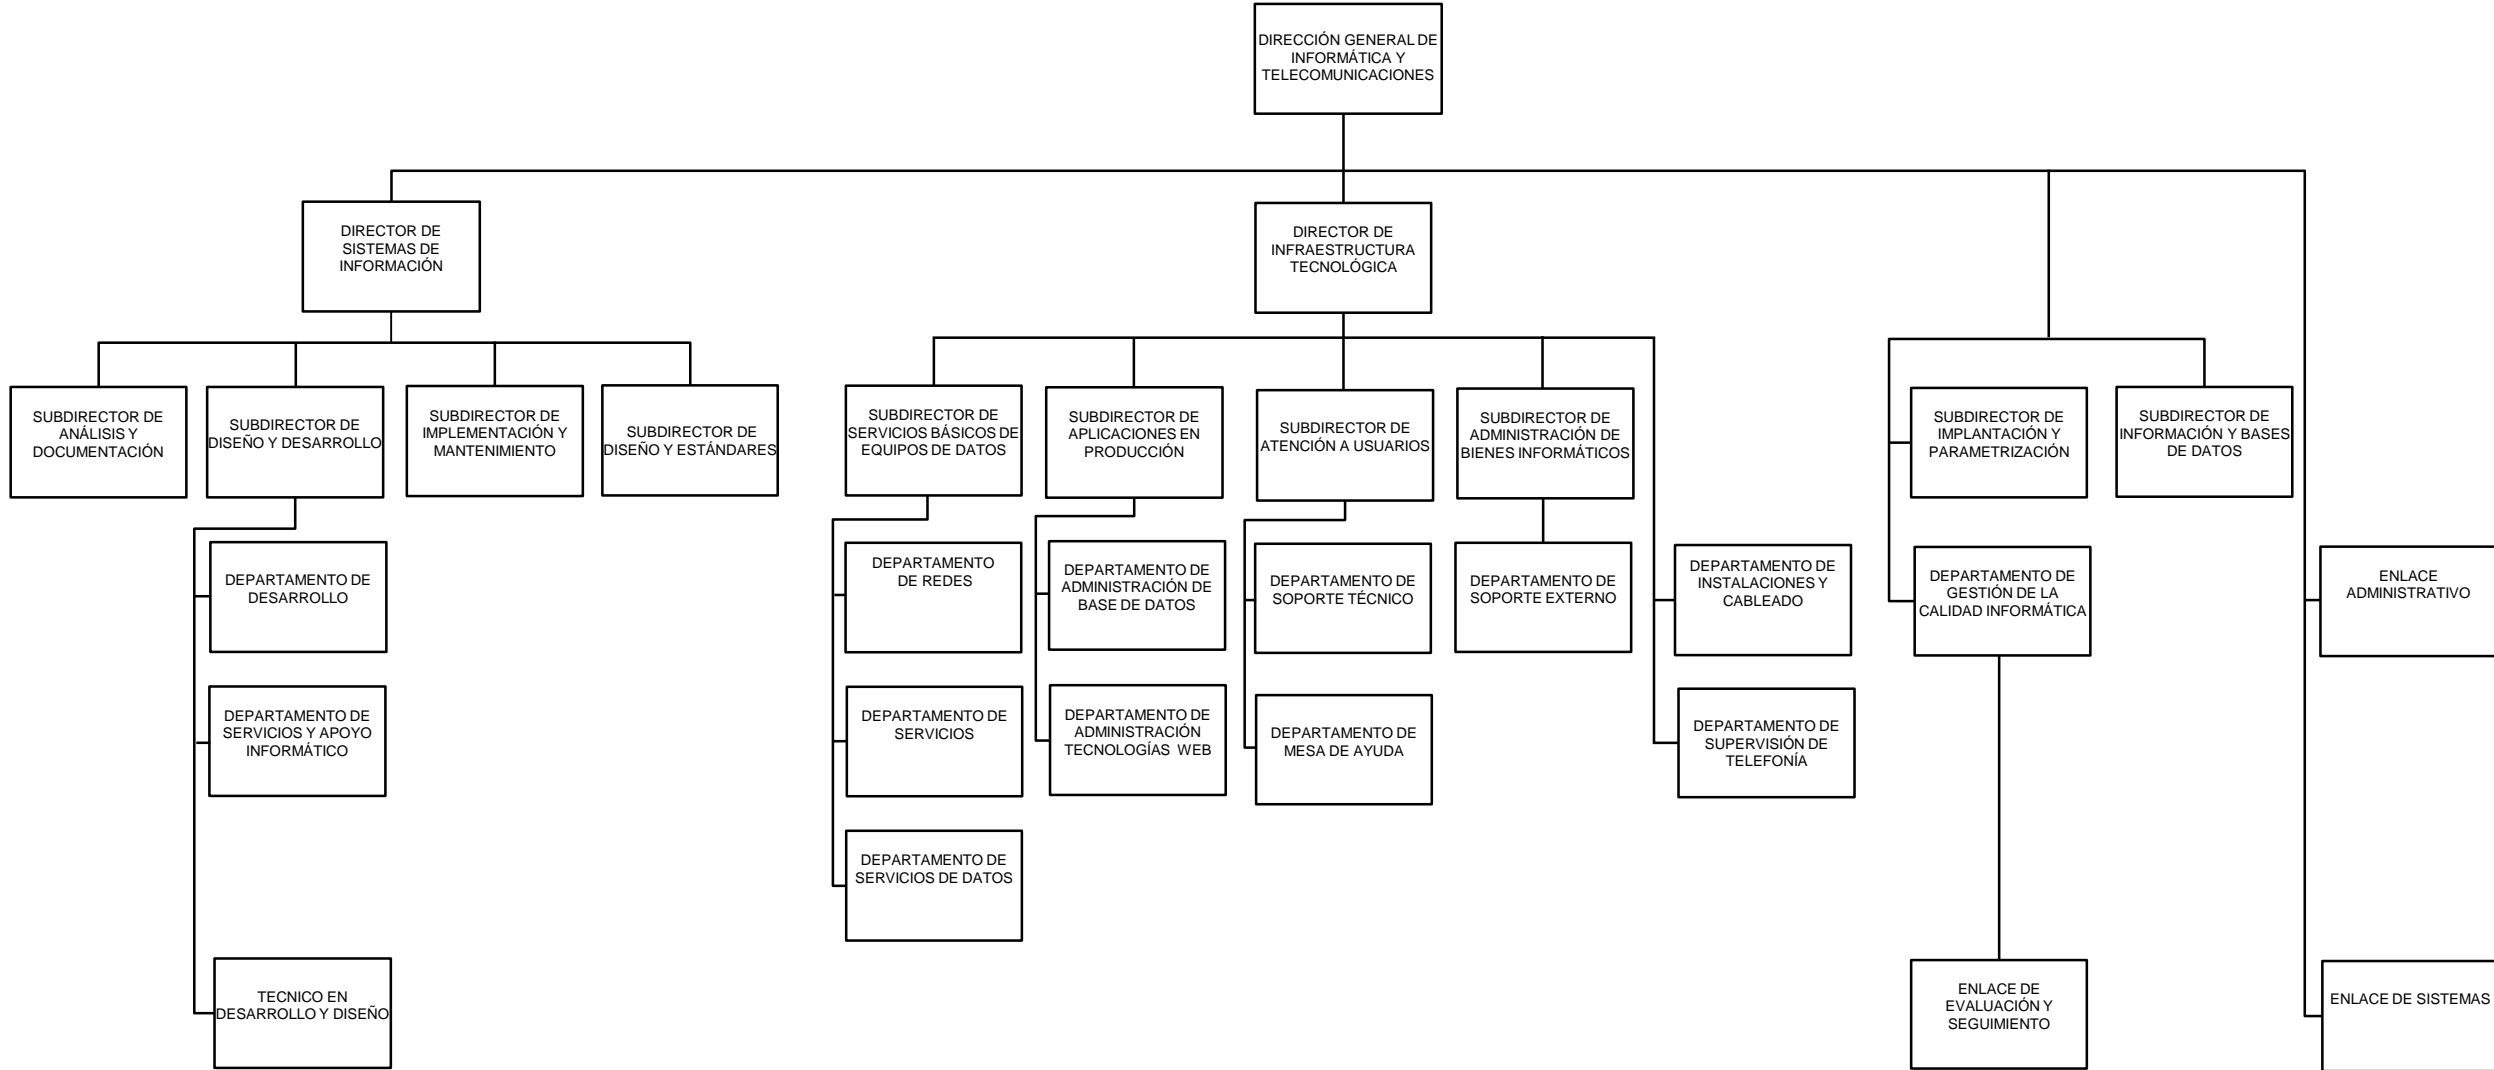 DIRECCIÓN GENERAL DE
INFORMÁTICA Y
TELECOMUNICACIONES
DIRECTOR DE
SISTEMAS DE
INFORMACIÓN
DIRECTOR DE
INFRAESTRUCTURA
TECNOLÓGICA
SUBDIRECTOR DE
ANÁLISIS Y
DOCUMENTACIÓN
SUBDIRECTOR DE
DISEÑO Y DESARROLLO
SUBDIRECTOR DE
IMPLEMENTACIÓN Y
MANTENIMIENTO
SUBDIRECTOR DE
DISEÑO Y ESTÁNDARES
SUBDIRECTOR DE
SERVICIOS BÁSICOS DE
EQUIPOS DE DATOS
SUBDIRECTOR DE
APLICACIONES EN
PRODUCCIÓN
SUBDIRECTOR DE
ATENCIÓN A USUARIOS
SUBDIRECTOR DE
ADMINISTRACIÓN DE
BIENES INFORMÁTICOS
SUBDIRECTOR DE
IMPLANTACIÓN Y
PARAMETRIZACIÓN
SUBDIRECTOR DE
INFORMACIÓN Y BASES
DE DATOS
DEPARTAMENTO DE
DESARROLLO
DEPARTAMENTO
DE REDES
DEPARTAMENTO DE
ADMINISTRACIÓN DE
BASE DE DATOS
DEPARTAMENTO DE
SOPORTE TÉCNICO
DEPARTAMENTO DE
SOPORTE EXTERNO
DEPARTAMENTO DE
INSTALACIONES Y
CABLEADO
DEPARTAMENTO DE
GESTIÓN DE LA
CALIDAD INFORMÁTICA
ENLACE
ADMINISTRATIVO
DEPARTAMENTO DE
SERVICIOS Y APOYO
INFORMÁTICO
DEPARTAMENTO DE
SERVICIOS
DEPARTAMENTO DE
ADMINISTRACIÓN
TECNOLOGÍAS WEB
DEPARTAMENTO DE
MESA DE AYUDA
DEPARTAMENTO DE
SUPERVISIÓN DE
TELEFONÍA
DEPARTAMENTO DE
SERVICIOS DE DATOS
TECNICO EN
DESARROLLO Y DISEÑO
ENLACE DE
EVALUACIÓN Y
SEGUIMIENTO
ENLACE DE SISTEMAS